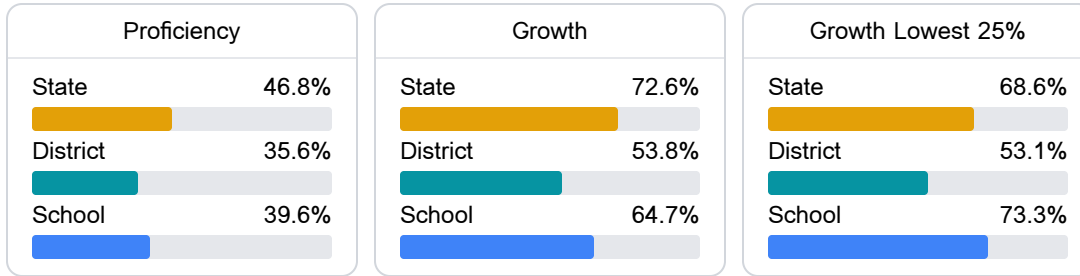 Proficiency
State 46.8%
District 35.6%
School 39.6%
Growth
State 72.6%
District 53.8%
School 64.7%
Growth Lowest 25%
State 68.6%
District 53.1%
School 73.3%